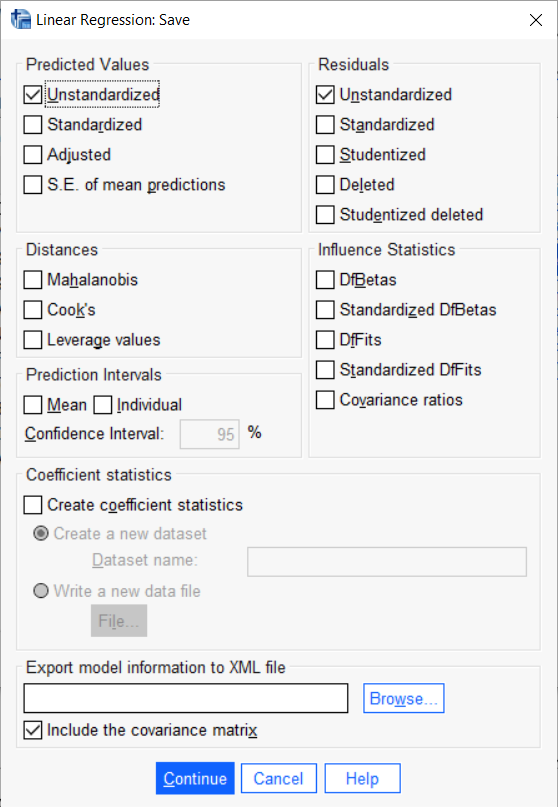 Linear Regression: Save
Predicted Values
Unstandardized
Standardized
Adjusted
S.E. of mean predictions
Residuals
Unstandardized
Standardized
Studentized
Deleted
Studentized deleted
Distances
Mahalanobis
Cook's
Leverage values
Influence Statistics
DfBetas
Standardized DfBetas
DfFits
Standardized DfFits
Covariance ratios
Prediction Intervals
Mean Individual
Confidence Interval: 95 %
Coefficient statistics
Create coefficient statistics
Create a new dataset
Dataset name:
Write a new data file
File...
Export model information to XML file
Browse...
Include the covariance matrix
Continue Cancel Help